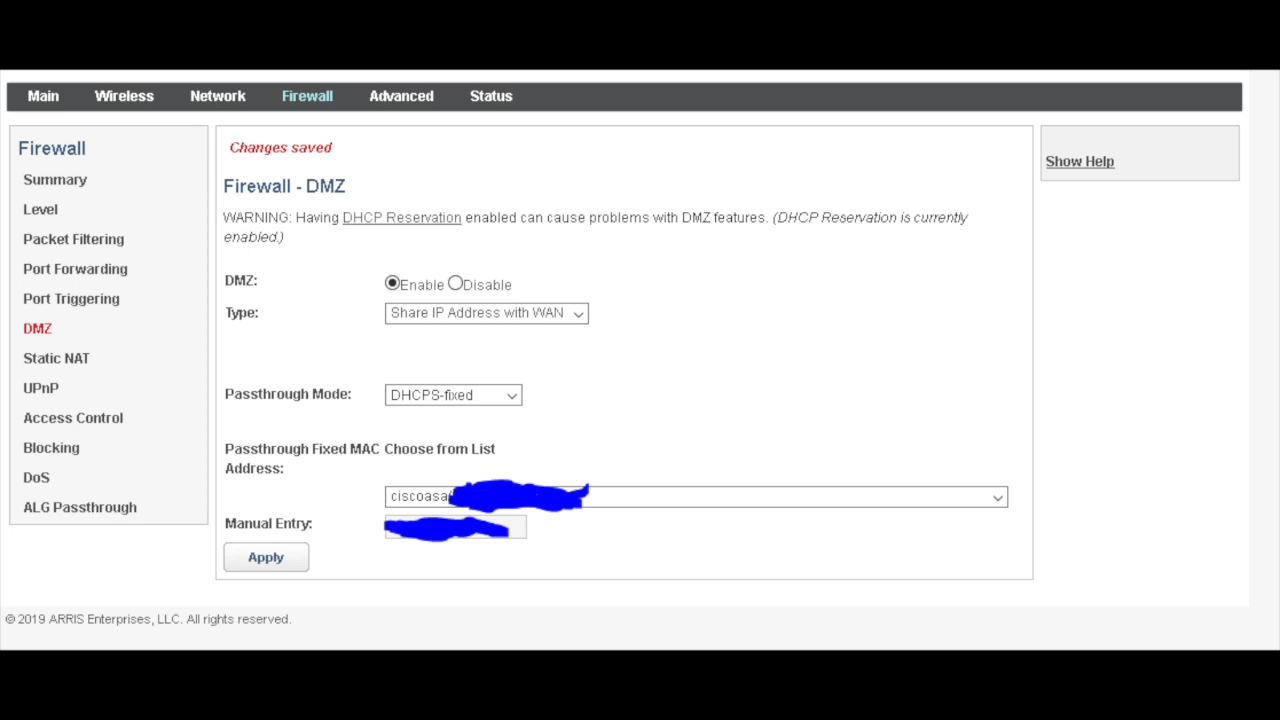 Main Wireless Network Firewall Advanced Status
Firewall
Summary
Level
Packet Filtering
Port Forwarding
Port Triggering
DMZ
Static NAT
UPnP
Access Control
Blocking
DoS
ALG Passthrough
Changes saved
Firewall - DMZ
WARNING: Having DHCP Reservation enabled can cause problems with DMZ features. (DHCP Reservation is currently
enabled.)
DMZ: Enable Disable
Type: Share IP Address with WAN
Passthrough Mode: DHCPS-fixed
Passthrough Fixed MAC Choose from List
Address:
ciscoasa
Manual Entry:
Apply
Show Help
© 2019 ARRIS Enterprises, LLC. All rights reserved.